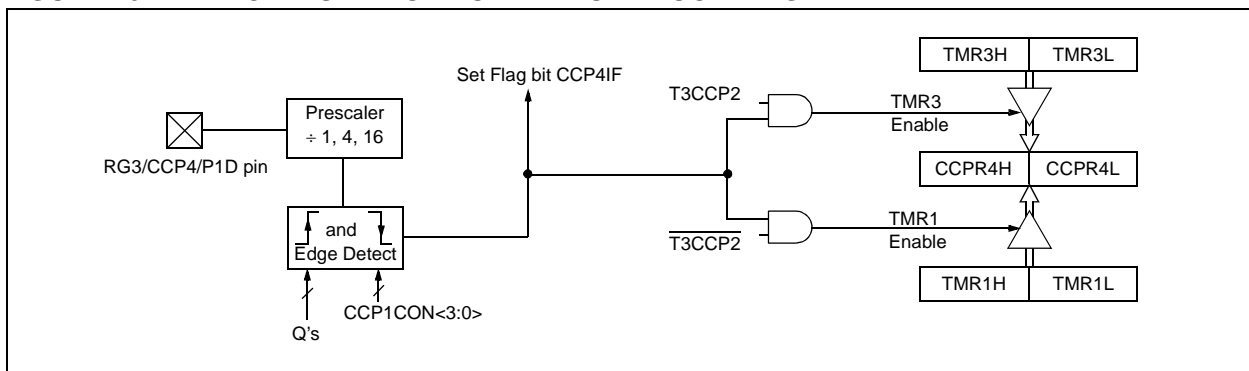 TMR3H TMR3L
Set Flag bit CCP4IF
T3CCP2
TMR3
Enable
Prescaler
÷ 1, 4, 16
RG3/CCP4/P1D pin
CCPR4H CCPR4L
and
Edge Detect
TMR1
Enable
T3CCP2
TMR1H TMR1L
CCP1CON<3:0>
Q's